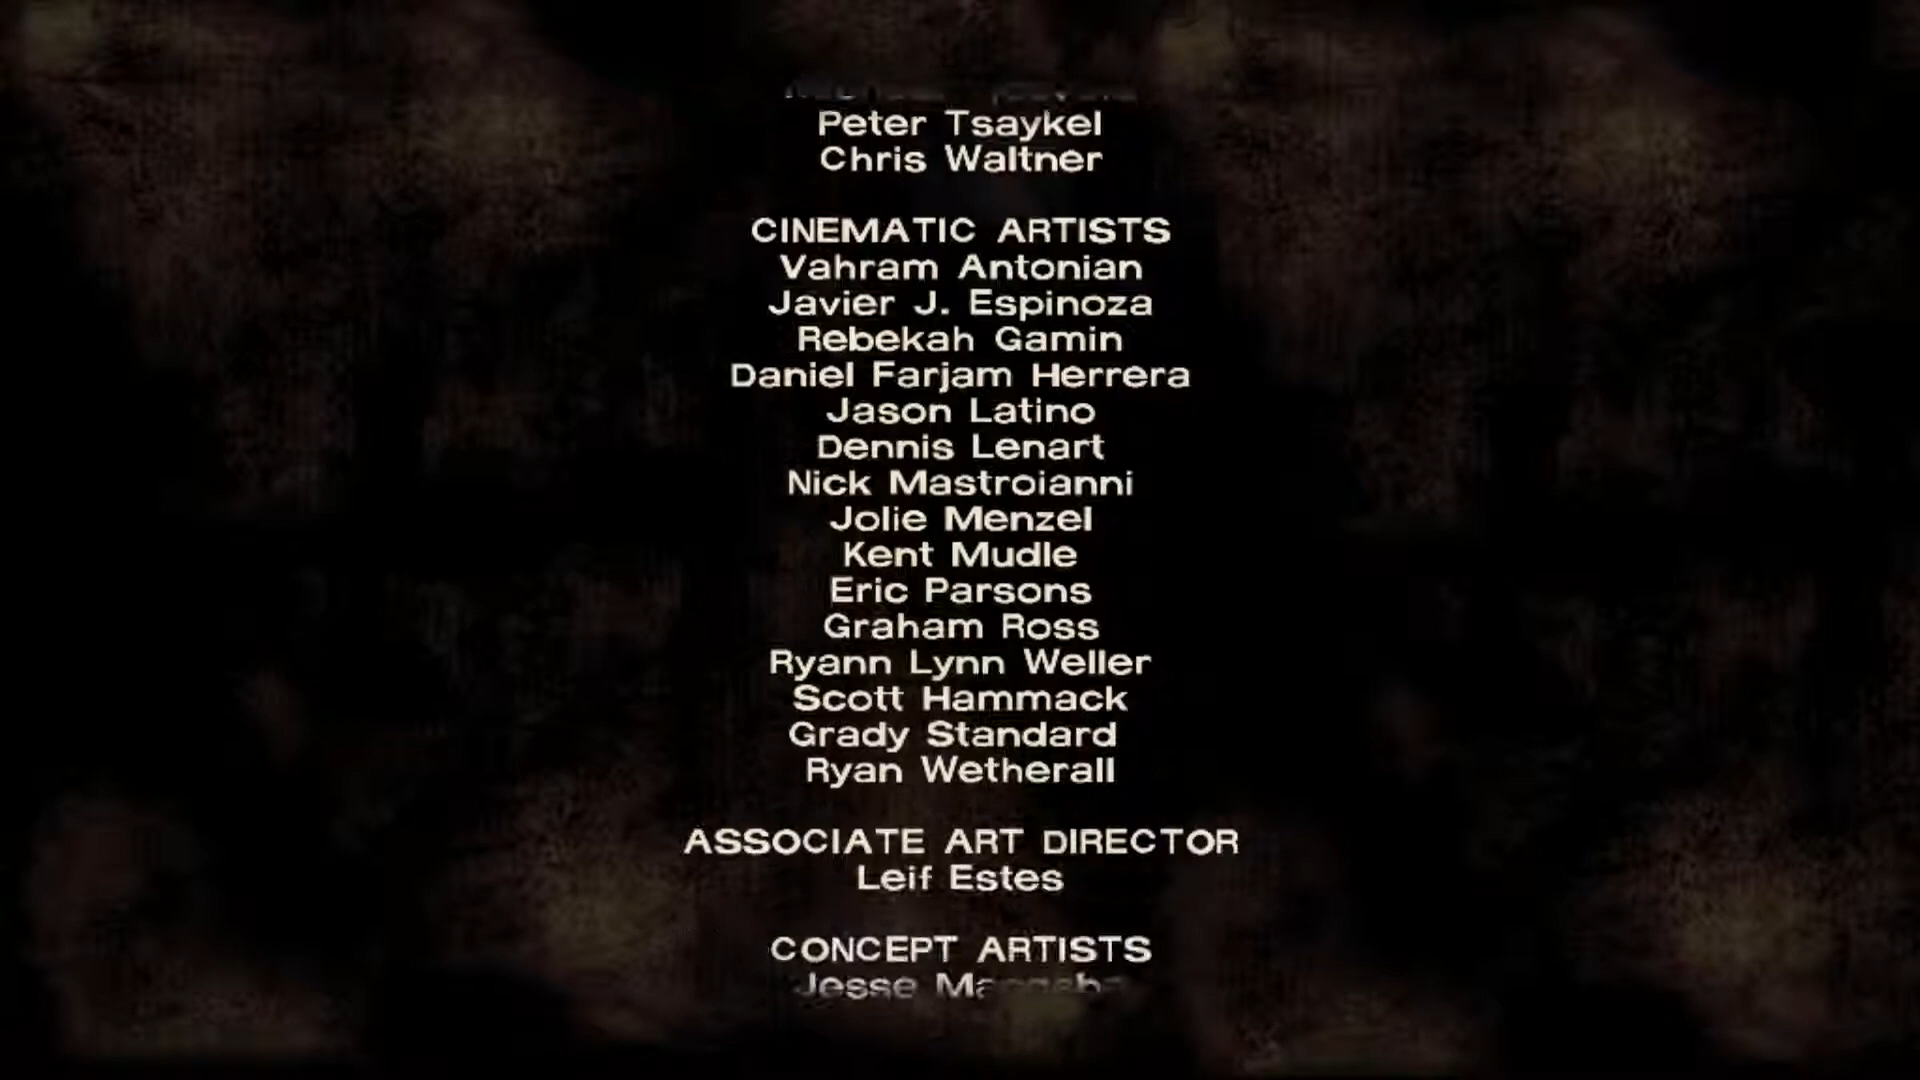 Peter Tsaykel
Chris Waltner
CINEMATIC ARTISTS
Vahram Antonian
Javier J. Espinoza
Rebekah Gamin
Daniel Farjam Herrera
Jason Latino
Dennis Lenart
Nick Mastroianni
Jolie Menzel
Kent Mudle
Eric Parsons
Graham Ross
Ryann Lynn Weller
Scott Hammack
Grady Standard
Ryan Wetherall
ASSOCIATE ART DIRECTOR
Leif Estes
CONCEPT ARTISTS
Jesse